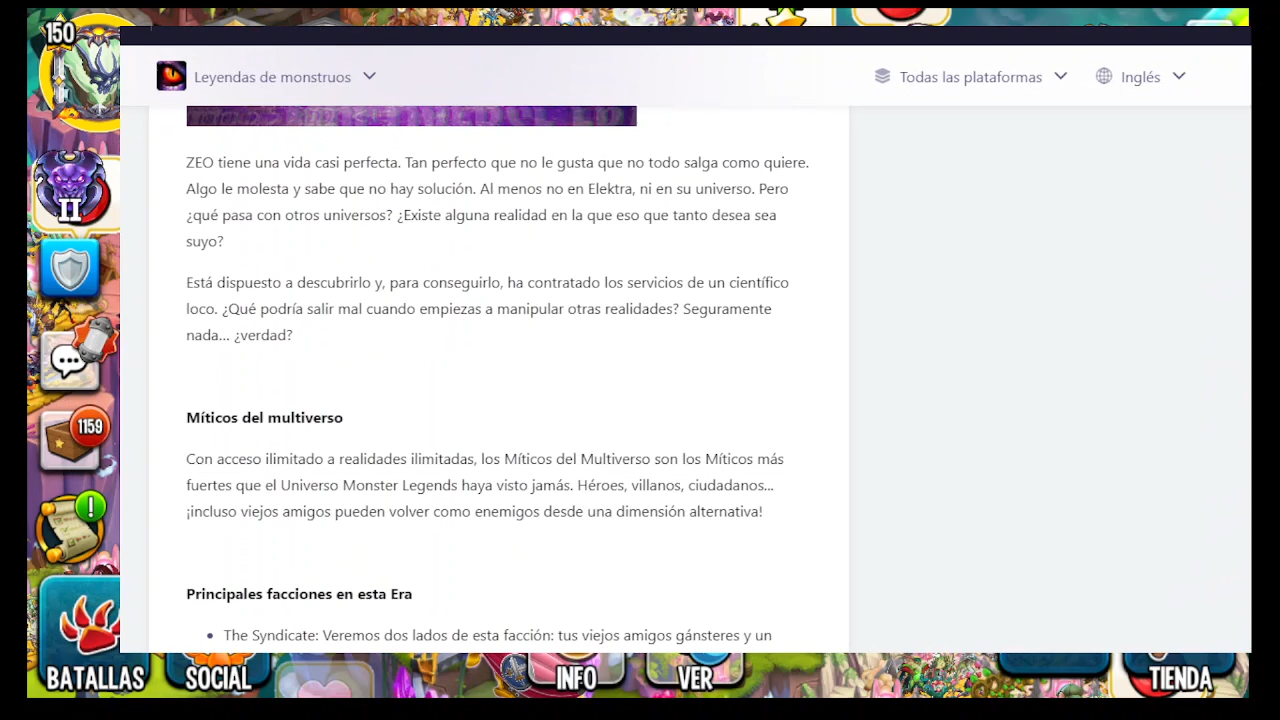 150
Leyendas de monstruos
Todas las plataformas
Inglés
ZEO tiene una vida casi perfecta. Tan perfecto que no le gusta que no todo salga como quiere.
Algo le molesta y sabe que no hay solución. Al menos no en Elektra, ni en su universo. Pero
¿qué pasa con otros universos? ¿Existe alguna realidad en la que eso que tanto desea sea
suyo?
II
Está dispuesto a descubrirlo y, para conseguirlo, ha contratado los servicios de un científico
loco. ¿Qué podría salir mal cuando empiezas a manipular otras realidades? Seguramente
nada... ¿verdad?
Míticos del multiverso
1159
Con acceso ilimitado a realidades ilimitadas, los Míticos del Multiverso son los Míticos más
fuertes que el Universo Monster Legends haya visto jamás. Héroes, villanos, ciudadanos...
¡incluso viejos amigos pueden volver como enemigos desde una dimensión alternativa!
!
Principales facciones en esta Era
• The Syndicate: Veremos dos lados de esta facción: tus viejos amigos gánsteres y un
BATALLAS
SOCIAL
INFO
VER
TIENDA